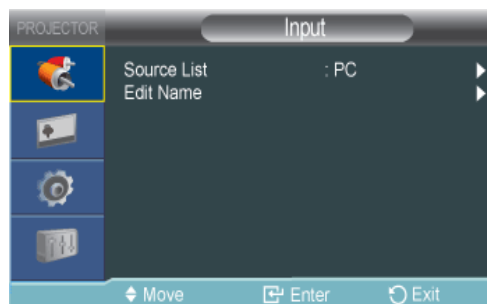 PROJECTOR
Input
Source List : PC
Edit Name
Move Enter Exit